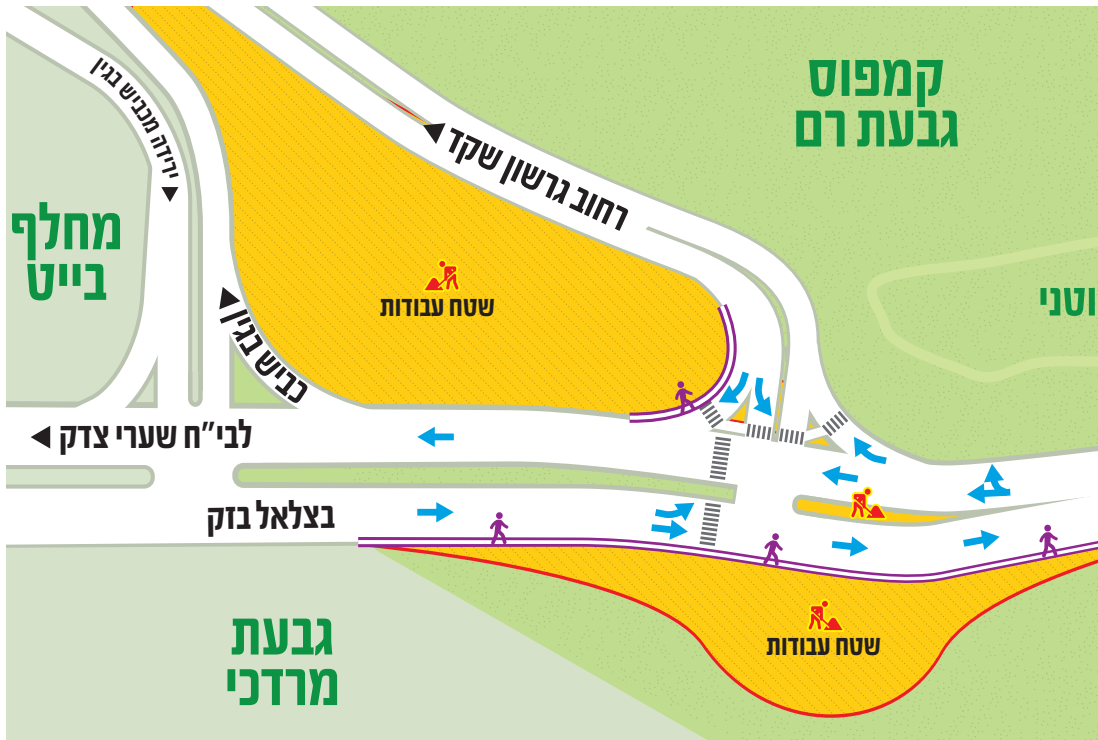 קמפוס
גבעת רם
ירידה מכביש בגין
רחוב גרשון שקד
מחלף
בייט
שטח עבודות
וטני
כביש בגין
לבי"ח שערי צדק
בצלאל בזק
גבעת
מרדכי
שטח עבודות